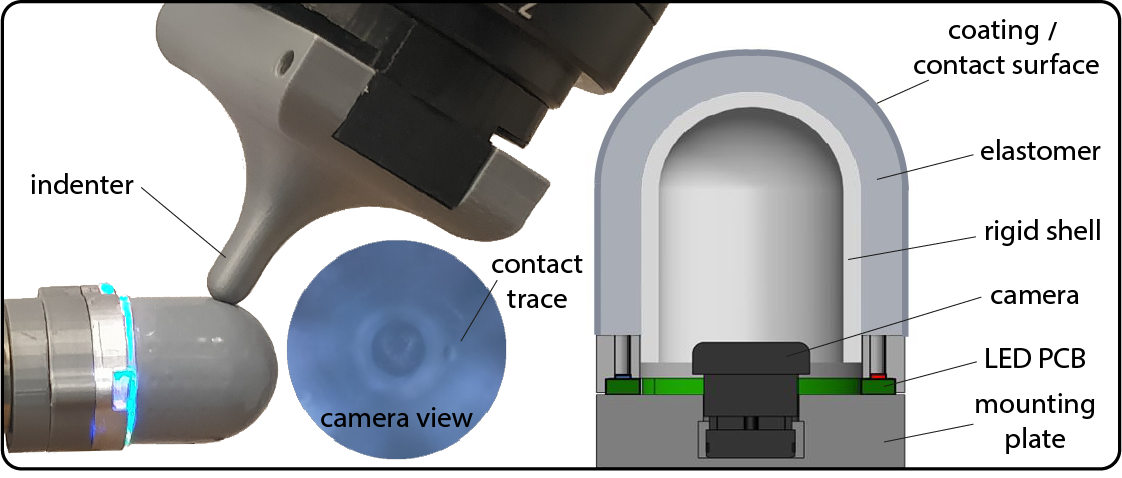 indenter
contact
trace
camera view
coating /
contact surface
elastomer
rigid shell
camera
LED PCB
mounting
plate